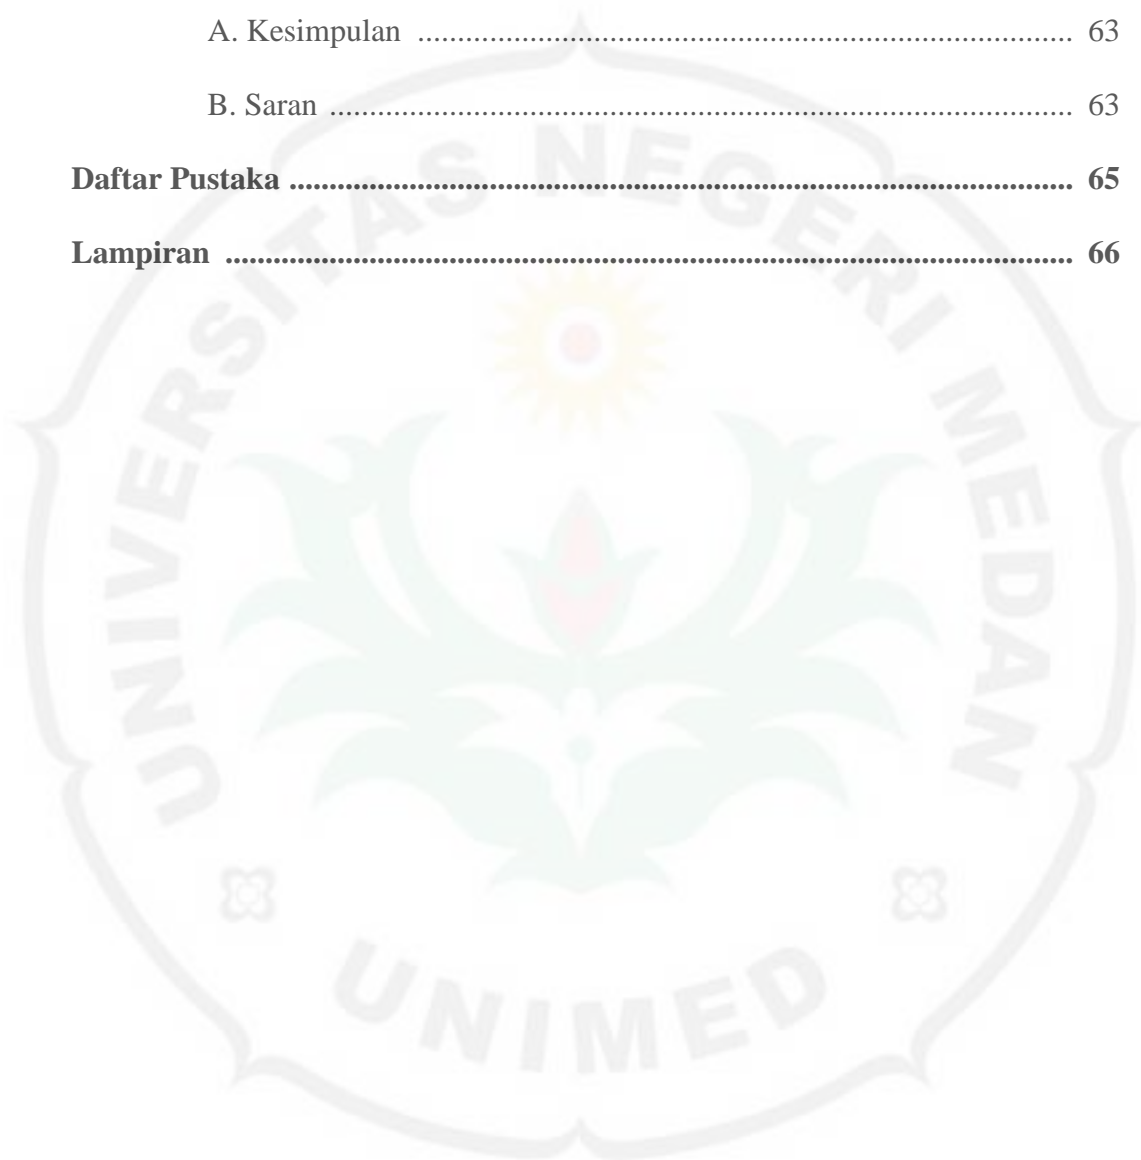 A. Kesimpulan ................................................................................... 63
B. Saran .............................................................................................. 63
Daftar Pustaka ................................................................................................... 65
Lampiran ........................................................................................................... 66
UNIVERSITAS NEGERI MEDAN
UNIMED